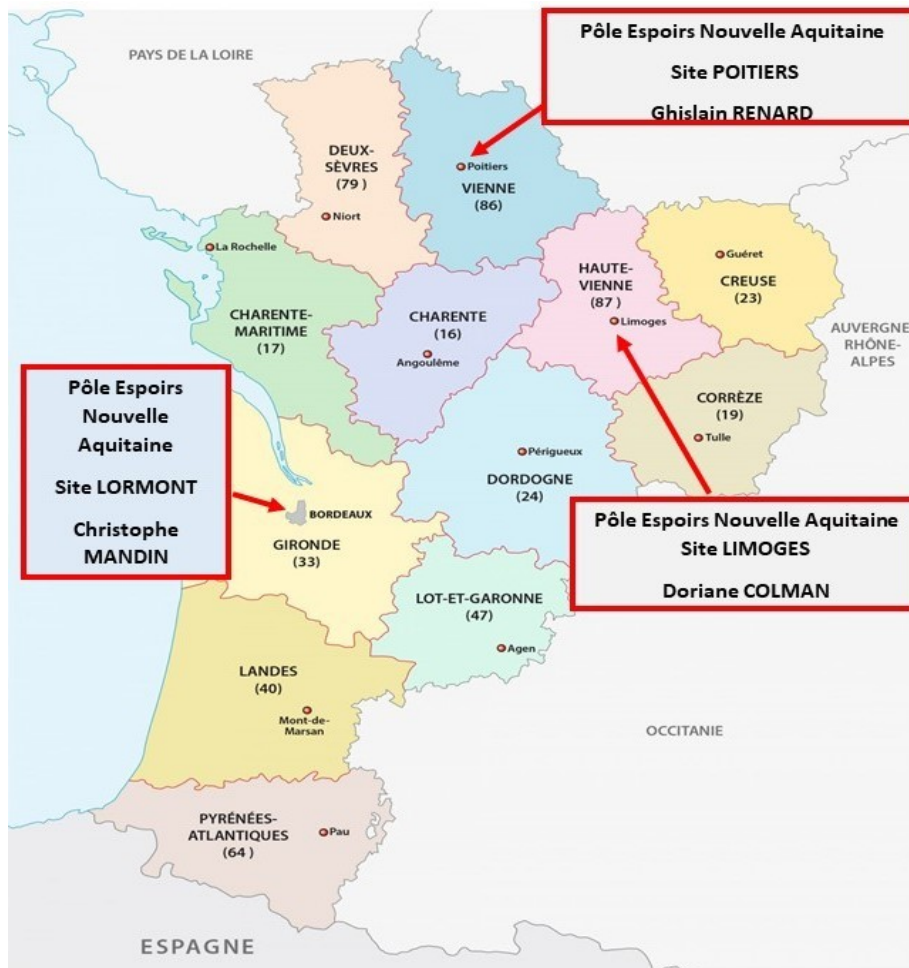 PAYS DE LA LOIRE
Pôle Espoirs Nouvelle Aquitaine
Site POITIERS
Ghislain RENARD
DEUX-
SÈVRES
(79 )
Niort
Poitiers
VIENNE
(86)
La Rochelle
CHARENTE-
MARITIME
(17)
CHARENTE
(16)
Angoulême
HAUTE-
VIENNE
(87 )
Limoges
Guéret
CREUSE
(23)
AUVERGNE
RHÔNE-
ALPES
CORRÈZE
(19)
Tulle
Pôle Espoirs
Nouvelle
Aquitaine
Site LORMONT
Christophe
MANDIN
Périgueux
DORDOGNE
(24)
BORDEAUX
GIRONDE
(33)
Pôle Espoirs Nouvelle Aquitaine
Site LIMOGES
Doriane COLMAN
LOT-ET-GARONNE
(47)
Agen
LANDES
(40)
Mont-de-
Marsan
OCCITANIE
PYRÉNÉES-
ATLANTIQUES
(64 )
Pau
ESPAGNE